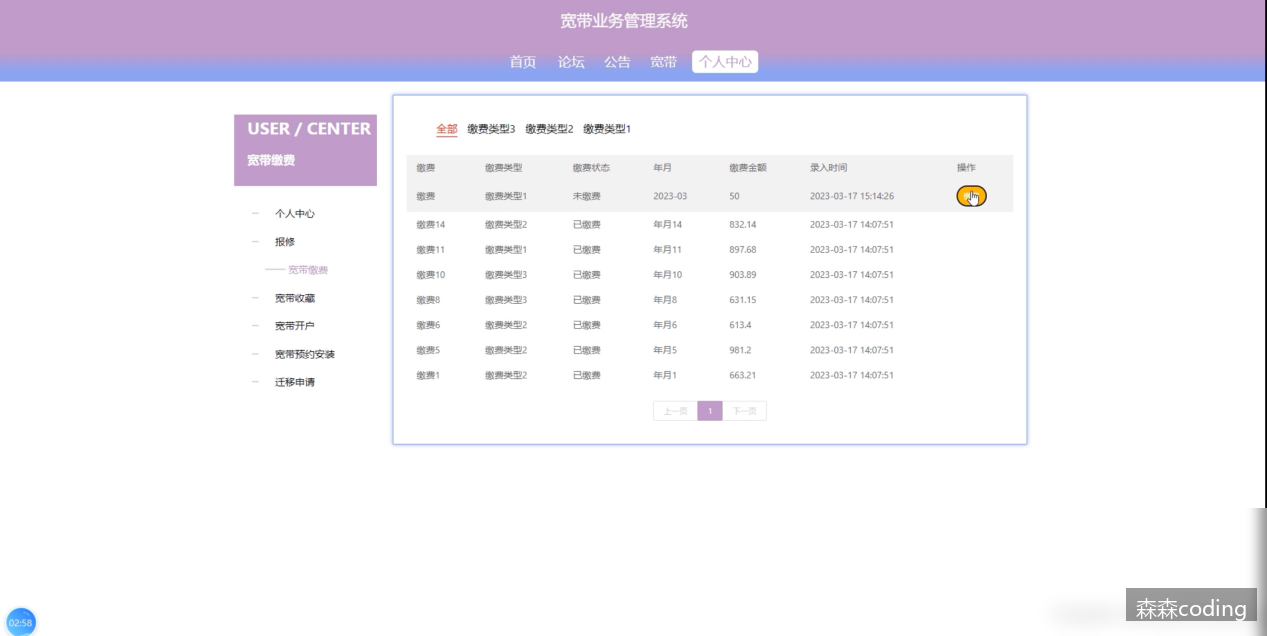 宽带业务管理系统
首页 论坛 公告 宽带 个人中心
USER / CENTER
宽带缴费
个人中心
报修
宽带缴费
宽带收藏
宽带开户
宽带预约安装
迁移申请
全部 缴费类型3 缴费类型2 缴费类型1
缴费 缴费类型 缴费状态 年月 缴费金额 录入时间 操作
缴费 缴费类型1 未缴费 2023-03 50 2023-03-17 15:14:26
缴费14 缴费类型2 已缴费 年月14 832.14 2023-03-17 14:07:51
缴费11 缴费类型1 已缴费 年月11 897.68 2023-03-17 14:07:51
缴费10 缴费类型3 已缴费 年月10 903.89 2023-03-17 14:07:51
缴费8 缴费类型3 已缴费 年月8 631.15 2023-03-17 14:07:51
缴费6 缴费类型2 已缴费 年月6 613.4 2023-03-17 14:07:51
缴费5 缴费类型2 已缴费 年月5 981.2 2023-03-17 14:07:51
缴费1 缴费类型2 已缴费 年月1 663.21 2023-03-17 14:07:51
上一页 1 下一页
02:58
森森coding